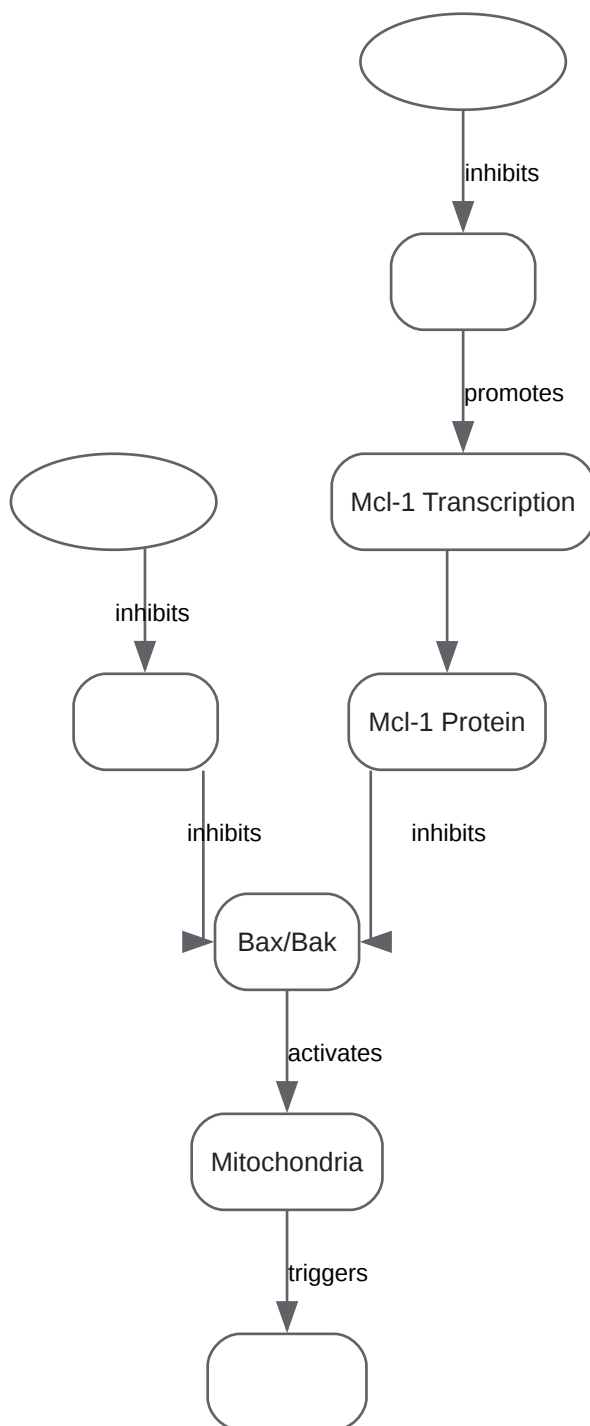 inhibits
promotes
Mcl-1 Transcription
inhibits
Mcl-1 Protein
inhibits
inhibits
Bax/Bak
activates
Mitochondria
triggers